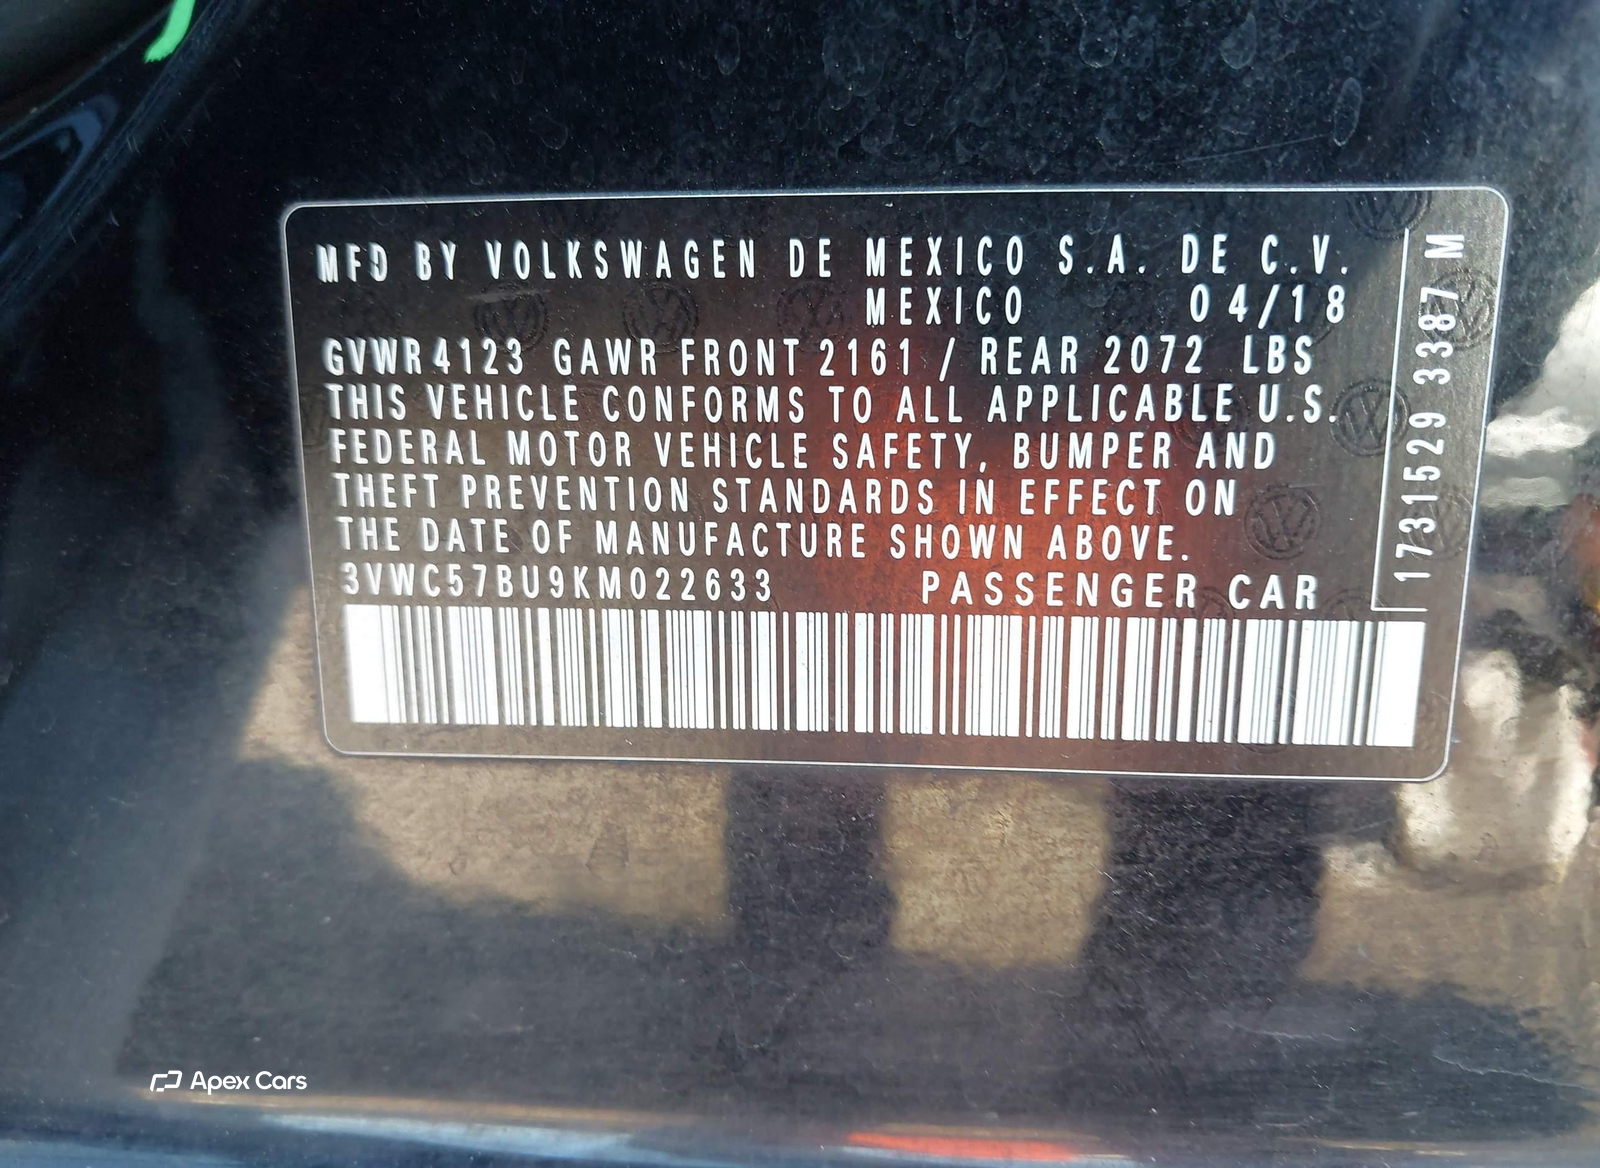 MFD BY VOLKSWAGEN DE MEXICO S.A. DE C.V.
MEXICO 04/18
GVWR 4123 GAWR FRONT 2161 / REAR 2072 LBS
THIS VEHICLE CONFORMS TO ALL APPLICABLE U.S.
FEDERAL MOTOR VEHICLE SAFETY, BUMPER AND
THEFT PREVENTION STANDARDS IN EFFECT ON
THE DATE OF MANUFACTURE SHOWN ABOVE.
3VWC57BU9KM022633 PASSENGER CAR
1731529 3387 M
Apex Cars